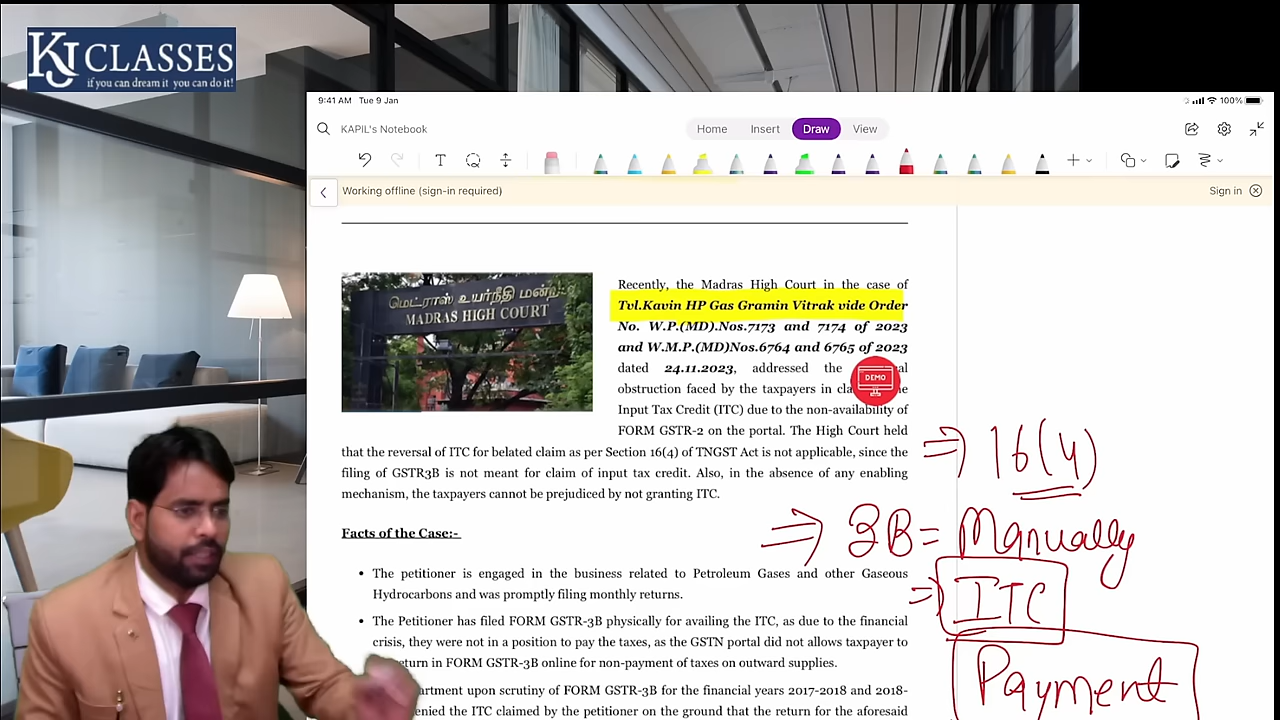 KJ CLASSES
if you can dream it you can do it!
9:41 AM Tue 9 Jan
100%
KAPIL's Notebook
Home Insert Draw View
Working offline (sign-in required)
Sign in
மெட்ராஸ் உயர்நீதி மன்றம்
MADRAS HIGH COURT
Recently, the Madras High Court in the case of
Tvl.Kavin HP Gas Gramin Vitrak vide Order
No. W.P.(MD).Nos.7173 and 7174 of 2023
and W.M.P.(MD)Nos.6764 and 6765 of 2023
dated 24.11.2023, addressed the
DEMO
obstruction faced by the taxpayers in
Input Tax Credit (ITC) due to the non-availability of
FORM GSTR-2 on the portal. The High Court held
that the reversal of ITC for belated claim as per Section 16(4) of TNGST Act is not applicable, since the
filing of GSTR3B is not meant for claim of input tax credit. Also, in the absence of any enabling
mechanism, the taxpayers cannot be prejudiced by not granting ITC.
⇒ 16(4)
⇒ 3B = Manually
⇒ ITC
Payment
Facts of the Case:-
• The petitioner is engaged in the business related to Petroleum Gases and other Gaseous
Hydrocarbons and was promptly filing monthly returns.
• The Petitioner has filed FORM GSTR-3B physically for availing the ITC, as due to the financial
crisis, they were not in a position to pay the taxes, as the GSTN portal did not allows taxpayer to
return in FORM GSTR-3B online for non-payment of taxes on outward supplies.
upon scrutiny of FORM GSTR-3B for the financial years 2017-2018 and 2018-
the ITC claimed by the petitioner on the ground that the return for the aforesaid